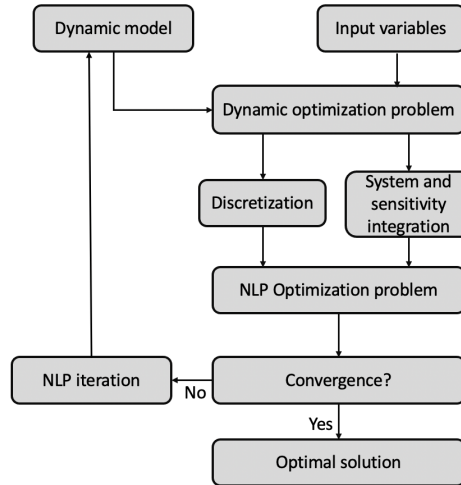 Dynamic model
Input variables
Dynamic optimization problem
Discretization
System and
sensitivity
integration
NLP Optimization problem
NLP iteration
No
Convergence?
Yes
Optimal solution